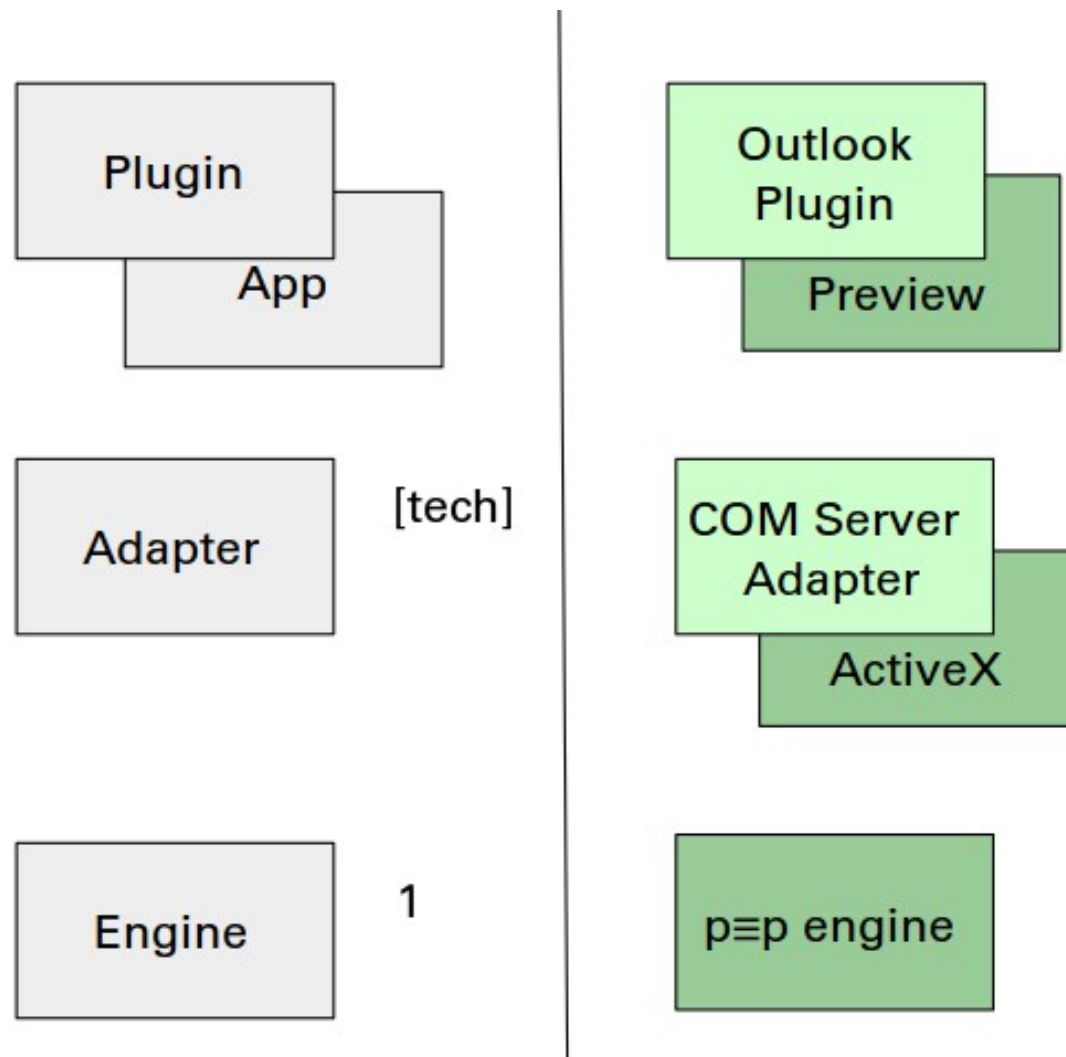 Plugin
App
Adapter
[tech]
Engine
1
Outlook
Plugin
Preview
COM Server
Adapter
ActiveX
p≡p engine